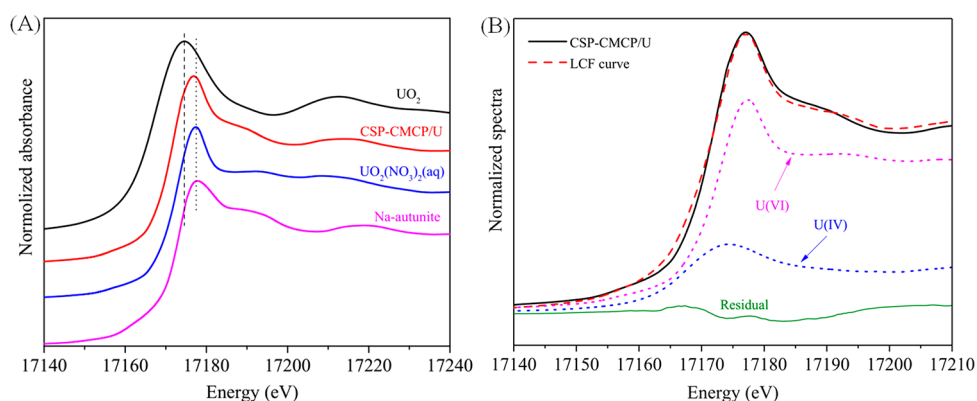 (A)
Normolized absorbance
UO2
CSP-CMCP/U
UO2(NO3)2(aq)
Na-autunite
17140 17160 17180 17200 17220 17240
Energy (eV)
(B)
Normalized spectra
CSP-CMCP/U
LCF curve
U(VI)
U(IV)
Residual
17140 17150 17160 17170 17180 17190 17200 17210
Energy (eV)